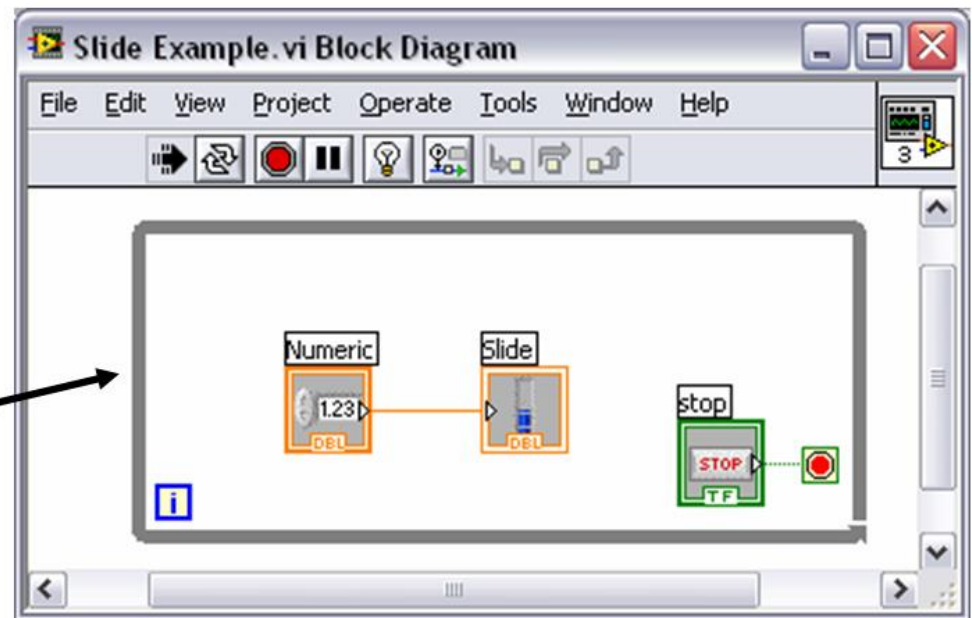 Slide Example.vi Block Diagram
File Edit View Project Operate Tools Window Help
3
Numeric
Slide
1.23
DBL
DBL
stop
STOP
TF
i